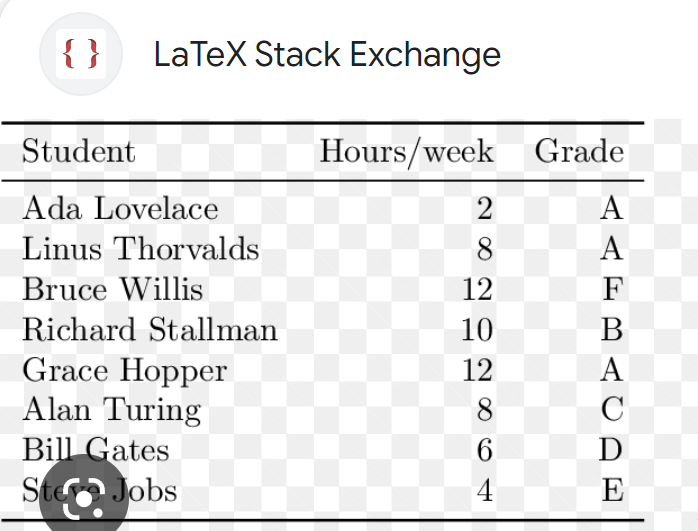 { } LaTeX Stack Exchange
Student Hours/week Grade
Ada Lovelace 2 A
Linus Thorvalds 8 A
Bruce Willis 12 F
Richard Stallman 10 B
Grace Hopper 12 A
Alan Turing 8 C
Bill Gates 6 D
Steve Jobs 4 E